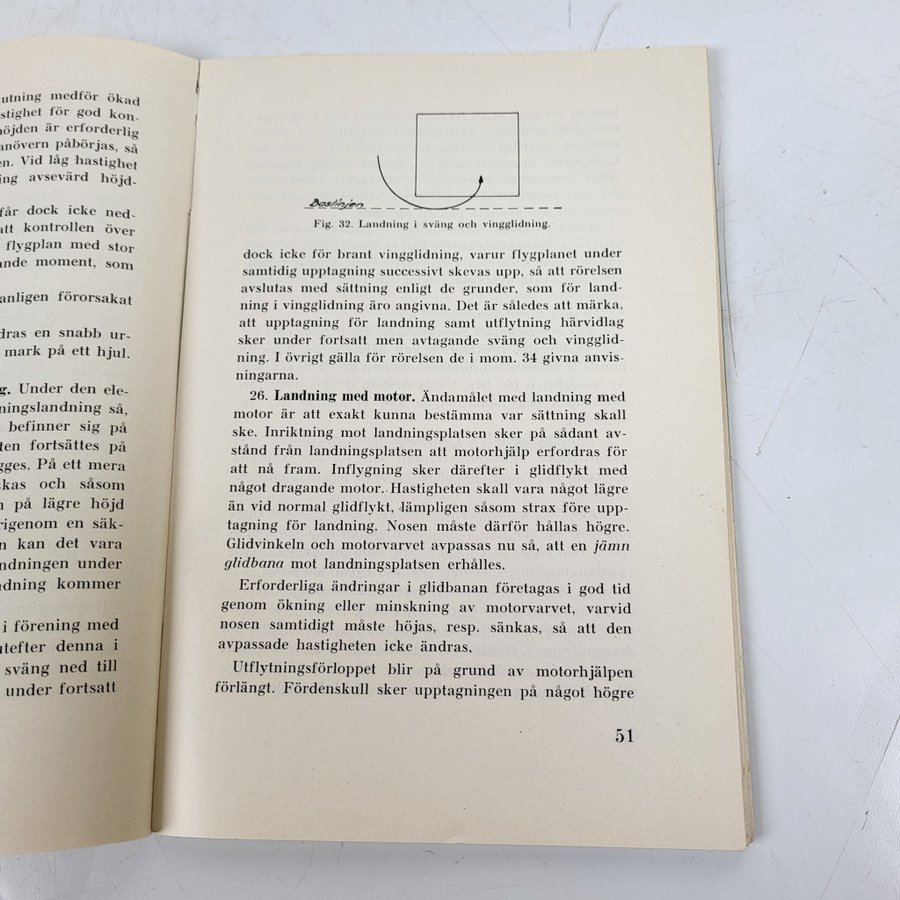 utning medför ökad
stighet för god kon-
höjden är erforderlig
anövern påbörjas, så
en. Vid låg hastighet
ing avsevärd höjd-
får dock icke ned-
att kontrollen över
flygplan med stor
ande moment, som
anligen förorsakat
dras en snabb ur-
mark på ett hjul.
g. Under den ele-
ningslandning så,
befinner sig på
ten fortsättes på
gges. På ett mera
kas och såsom
n på lägre höjd
rigenom en säk-
n kan det vara
ndningen under
dning kommer
i förening med
utefter denna i
sväng ned till
under fortsatt
Baslinjen
Fig. 32. Landning i sväng och vingglidning.
dock icke för brant vingglidning, varur flygplanet under
samtidig upptagning successivt skevas upp, så att rörelsen
avslutas med sättning enligt de grunder, som för land-
ning i vingglidning äro angivna. Det är således att märka,
att upptagning för landning samt utflytning härvidlag
sker under fortsatt men avtagande sväng och vingglid-
ning. I övrigt gälla för rörelsen de i mom. 34 givna anvis-
ningarna.
26. Landning med motor. Ändamålet med landning med
motor är att exakt kunna bestämma var sättning skall
ske. Inriktning mot landningsplatsen sker på sådant av-
stånd från landningsplatsen att motorhjälp erfordras för
att nå fram. Inflygning sker därefter i glidflykt med
något dragande motor. Hastigheten skall vara något lägre
än vid normal glidflykt, lämpligen såsom strax före upp-
tagning för landning. Nosen måste därför hållas högre.
Glidvinkeln och motorvarvet avpassas nu så, att en jämn
glidbana mot landningsplatsen erhålles.
Erforderliga ändringar i glidbanan företagas i god tid
genom ökning eller minskning av motorvarvet, varvid
nosen samtidigt måste höjas, resp. sänkas, så att den
avpassade hastigheten icke ändras.
Utflytningsförloppet blir på grund av motorhjälpen
förlängt. Fördenskull sker upptagningen på något högre
51